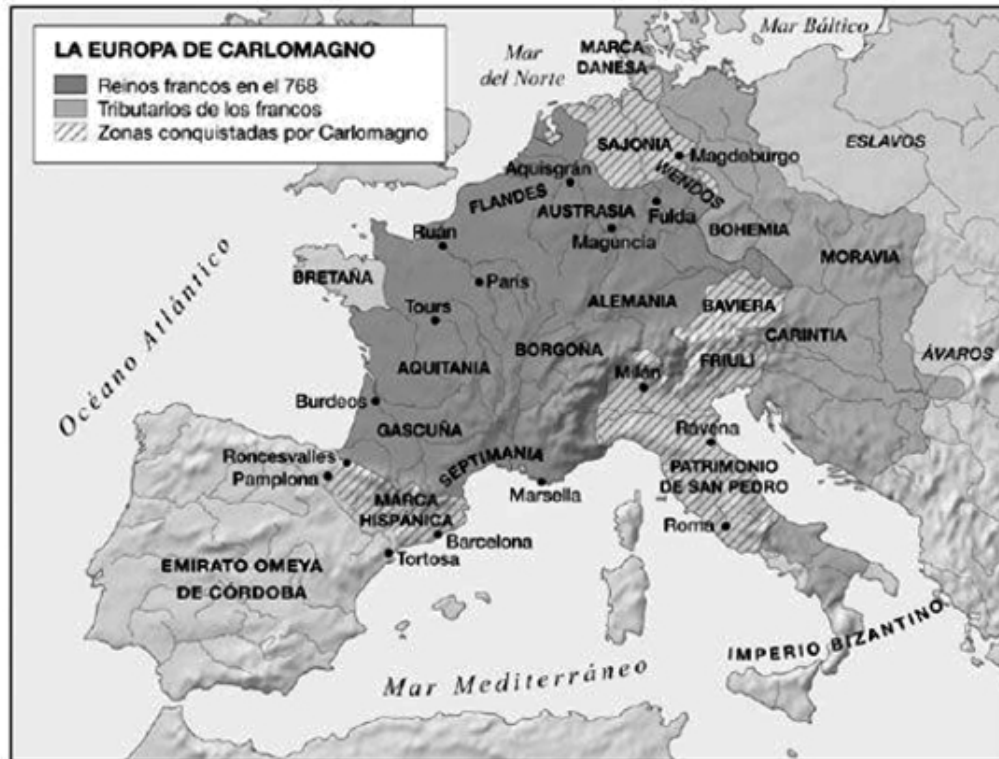 LA EUROPA DE CARLOMAGNO
Reinos francos en el 768
Tributarios de los francos
Zonas conquistadas por Carlomagno
Mar Báltico
Mar
del Norte
MARCA
DANESA
ESLAVOS
SAJONIA
Magdeburgo
WENDOS
Aquisgrán
FLANDES
AUSTRASIA
Fulda
BOHEMIA
Ruán
Maguncia
MORAVIA
BRETAÑA
París
Océano Atlántico
ALEMANIA
BAVIERA
Tours
CARINTIA
BORGOÑA
FRIULI
ÁVAROS
AQUITANIA
Milán
Burdeos
GASCUÑA
Rávena
SEPTIMANIA
Roncesvalles
Pamplona
PATRIMONIO
DE SAN PEDRO
Marsella
MARCA
HISPÁNICA
Roma
Barcelona
Tortosa
EMIRATO OMEYA
DE CÓRDOBA
IMPERIO BIZANTINO
Mar Mediterráneo